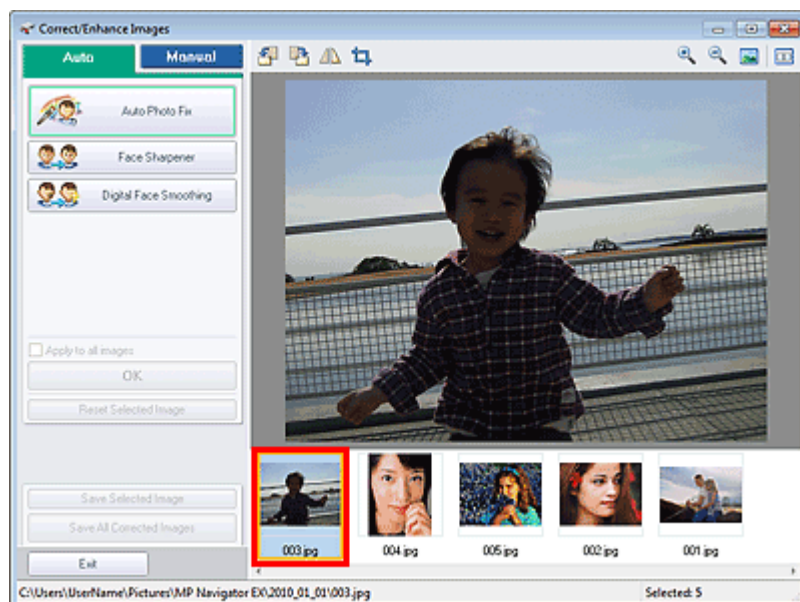 Correct/Enhance Images
Auto
Manual
Auto Photo Fix
Face Sharpener
Digital Face Smoothing
Apply to all images
OK
Reset Selected Image
Save Selected Image
Save All Corrected Images
Exit
003.jpg
004.jpg
005.jpg
002.jpg
001.jpg
C:\Users\UserName\Pictures\MP Navigator EX\2010_01_01\003.jpg
Selected: 5